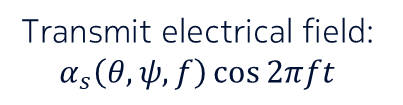 Transmit electrical field:
αₛ(θ, ψ, f) cos 2πft